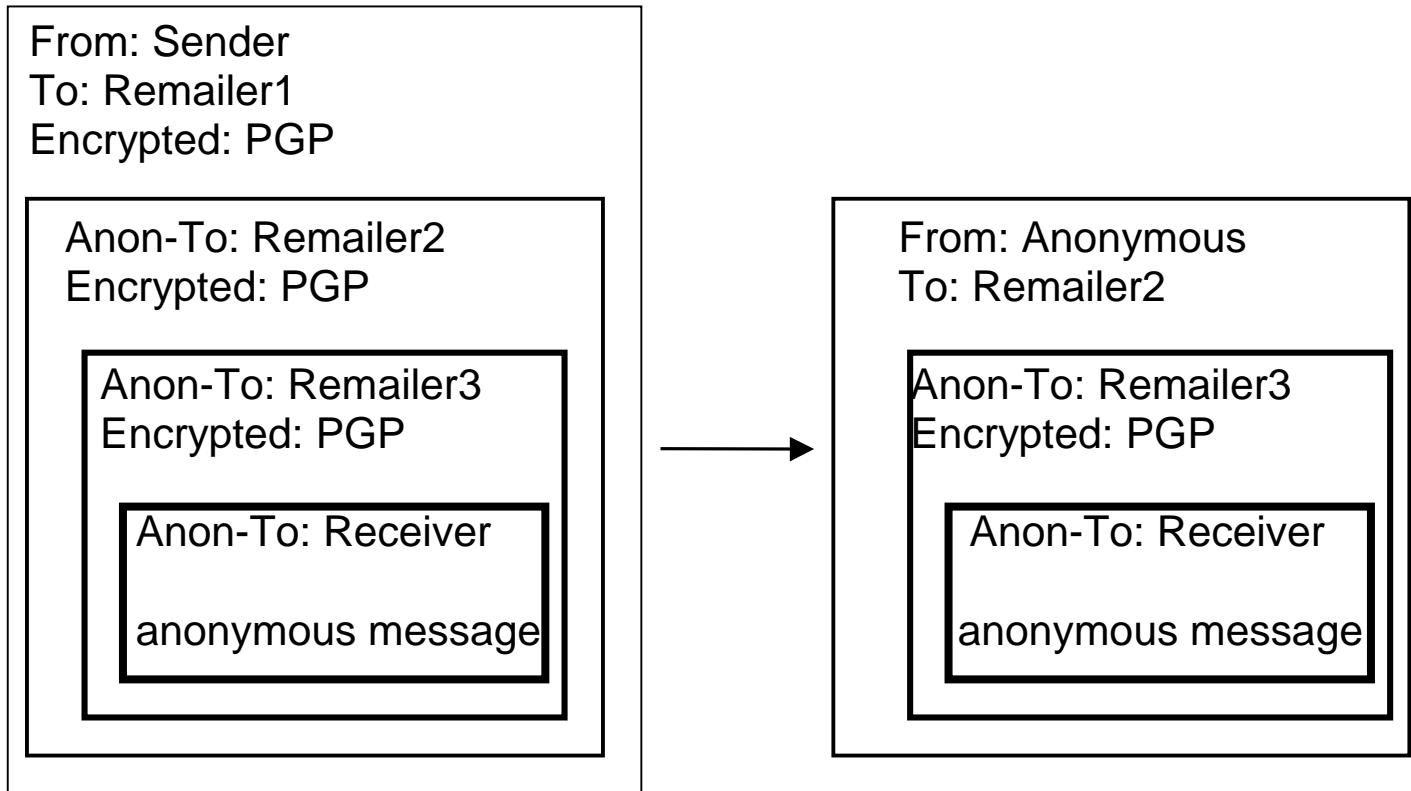 From: Sender
To: Remailer1
Encrypted: PGP
Anon-To: Remailer2
Encrypted: PGP
Anon-To: Remailer3
Encrypted: PGP
Anon-To: Receiver
anonymous message
From: Anonymous
To: Remailer2
Anon-To: Remailer3
Encrypted: PGP
Anon-To: Receiver
anonymous message